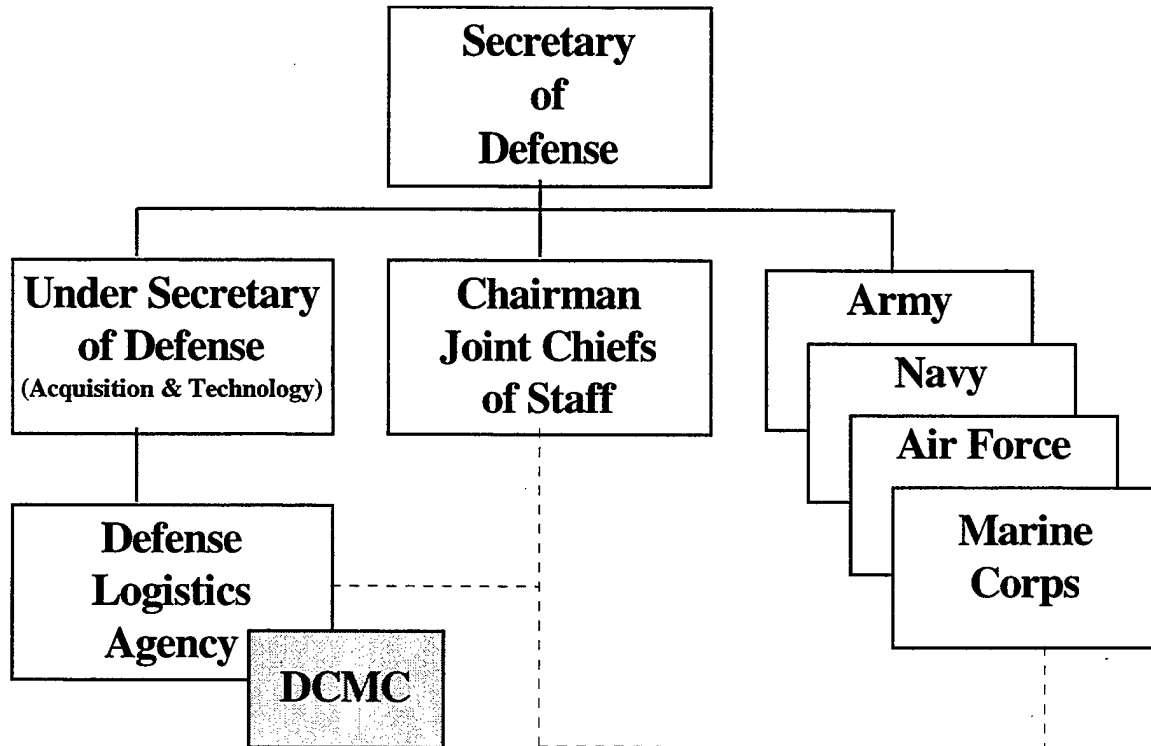 Secretary
of
Defense
Under Secretary
of Defense
(Acquisition & Technology)
Chairman
Joint Chiefs
of Staff
Army
Navy
Air Force
Marine
Corps
Defense
Logistics
Agency
DCMC